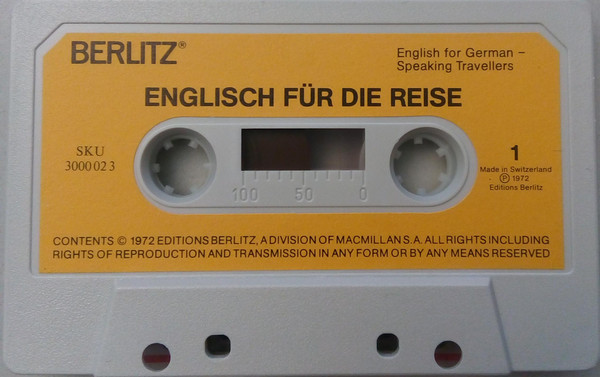 BERLITZ®
English for German –
Speaking Travellers
ENGLISCH FÜR DIE REISE
SKU
3000 02 3
100 50 0
1
Made in Switzerland
Ⓟ 1972
Editions Berlitz
CONTENTS © 1972 EDITIONS BERLITZ, A DIVISION OF MACMILLAN S.A. ALL RIGHTS INCLUDING
RIGHTS OF REPRODUCTION AND TRANSMISSION IN ANY FORM OR BY ANY MEANS RESERVED